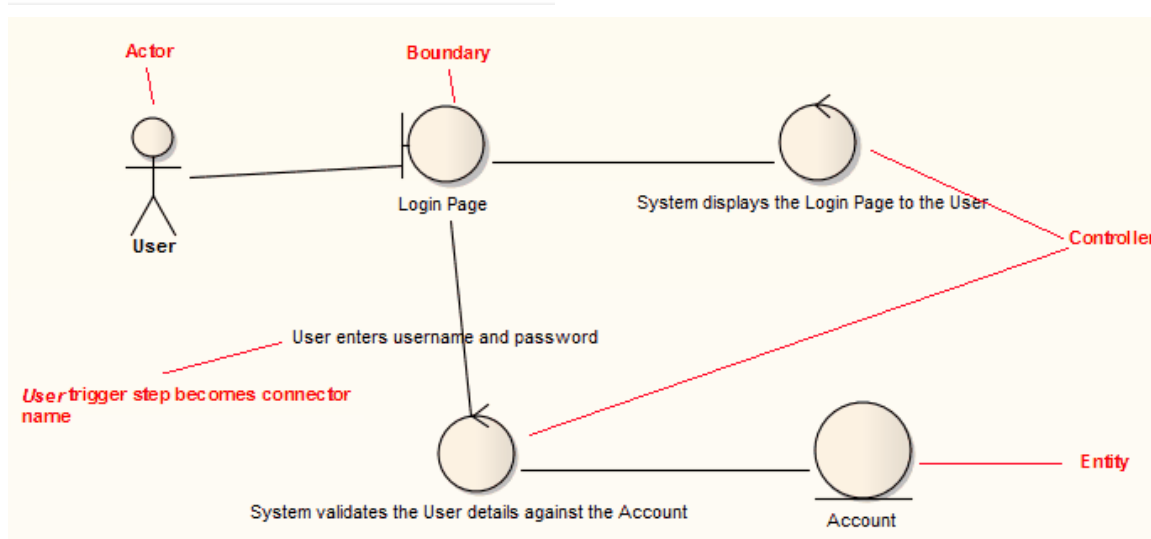 Actor
Boundary
Login Page
System displays the Login Page to the User
User
Controller
User enters username and password
User trigger step becomes connector
name
Entity
System validates the User details against the Account
Account